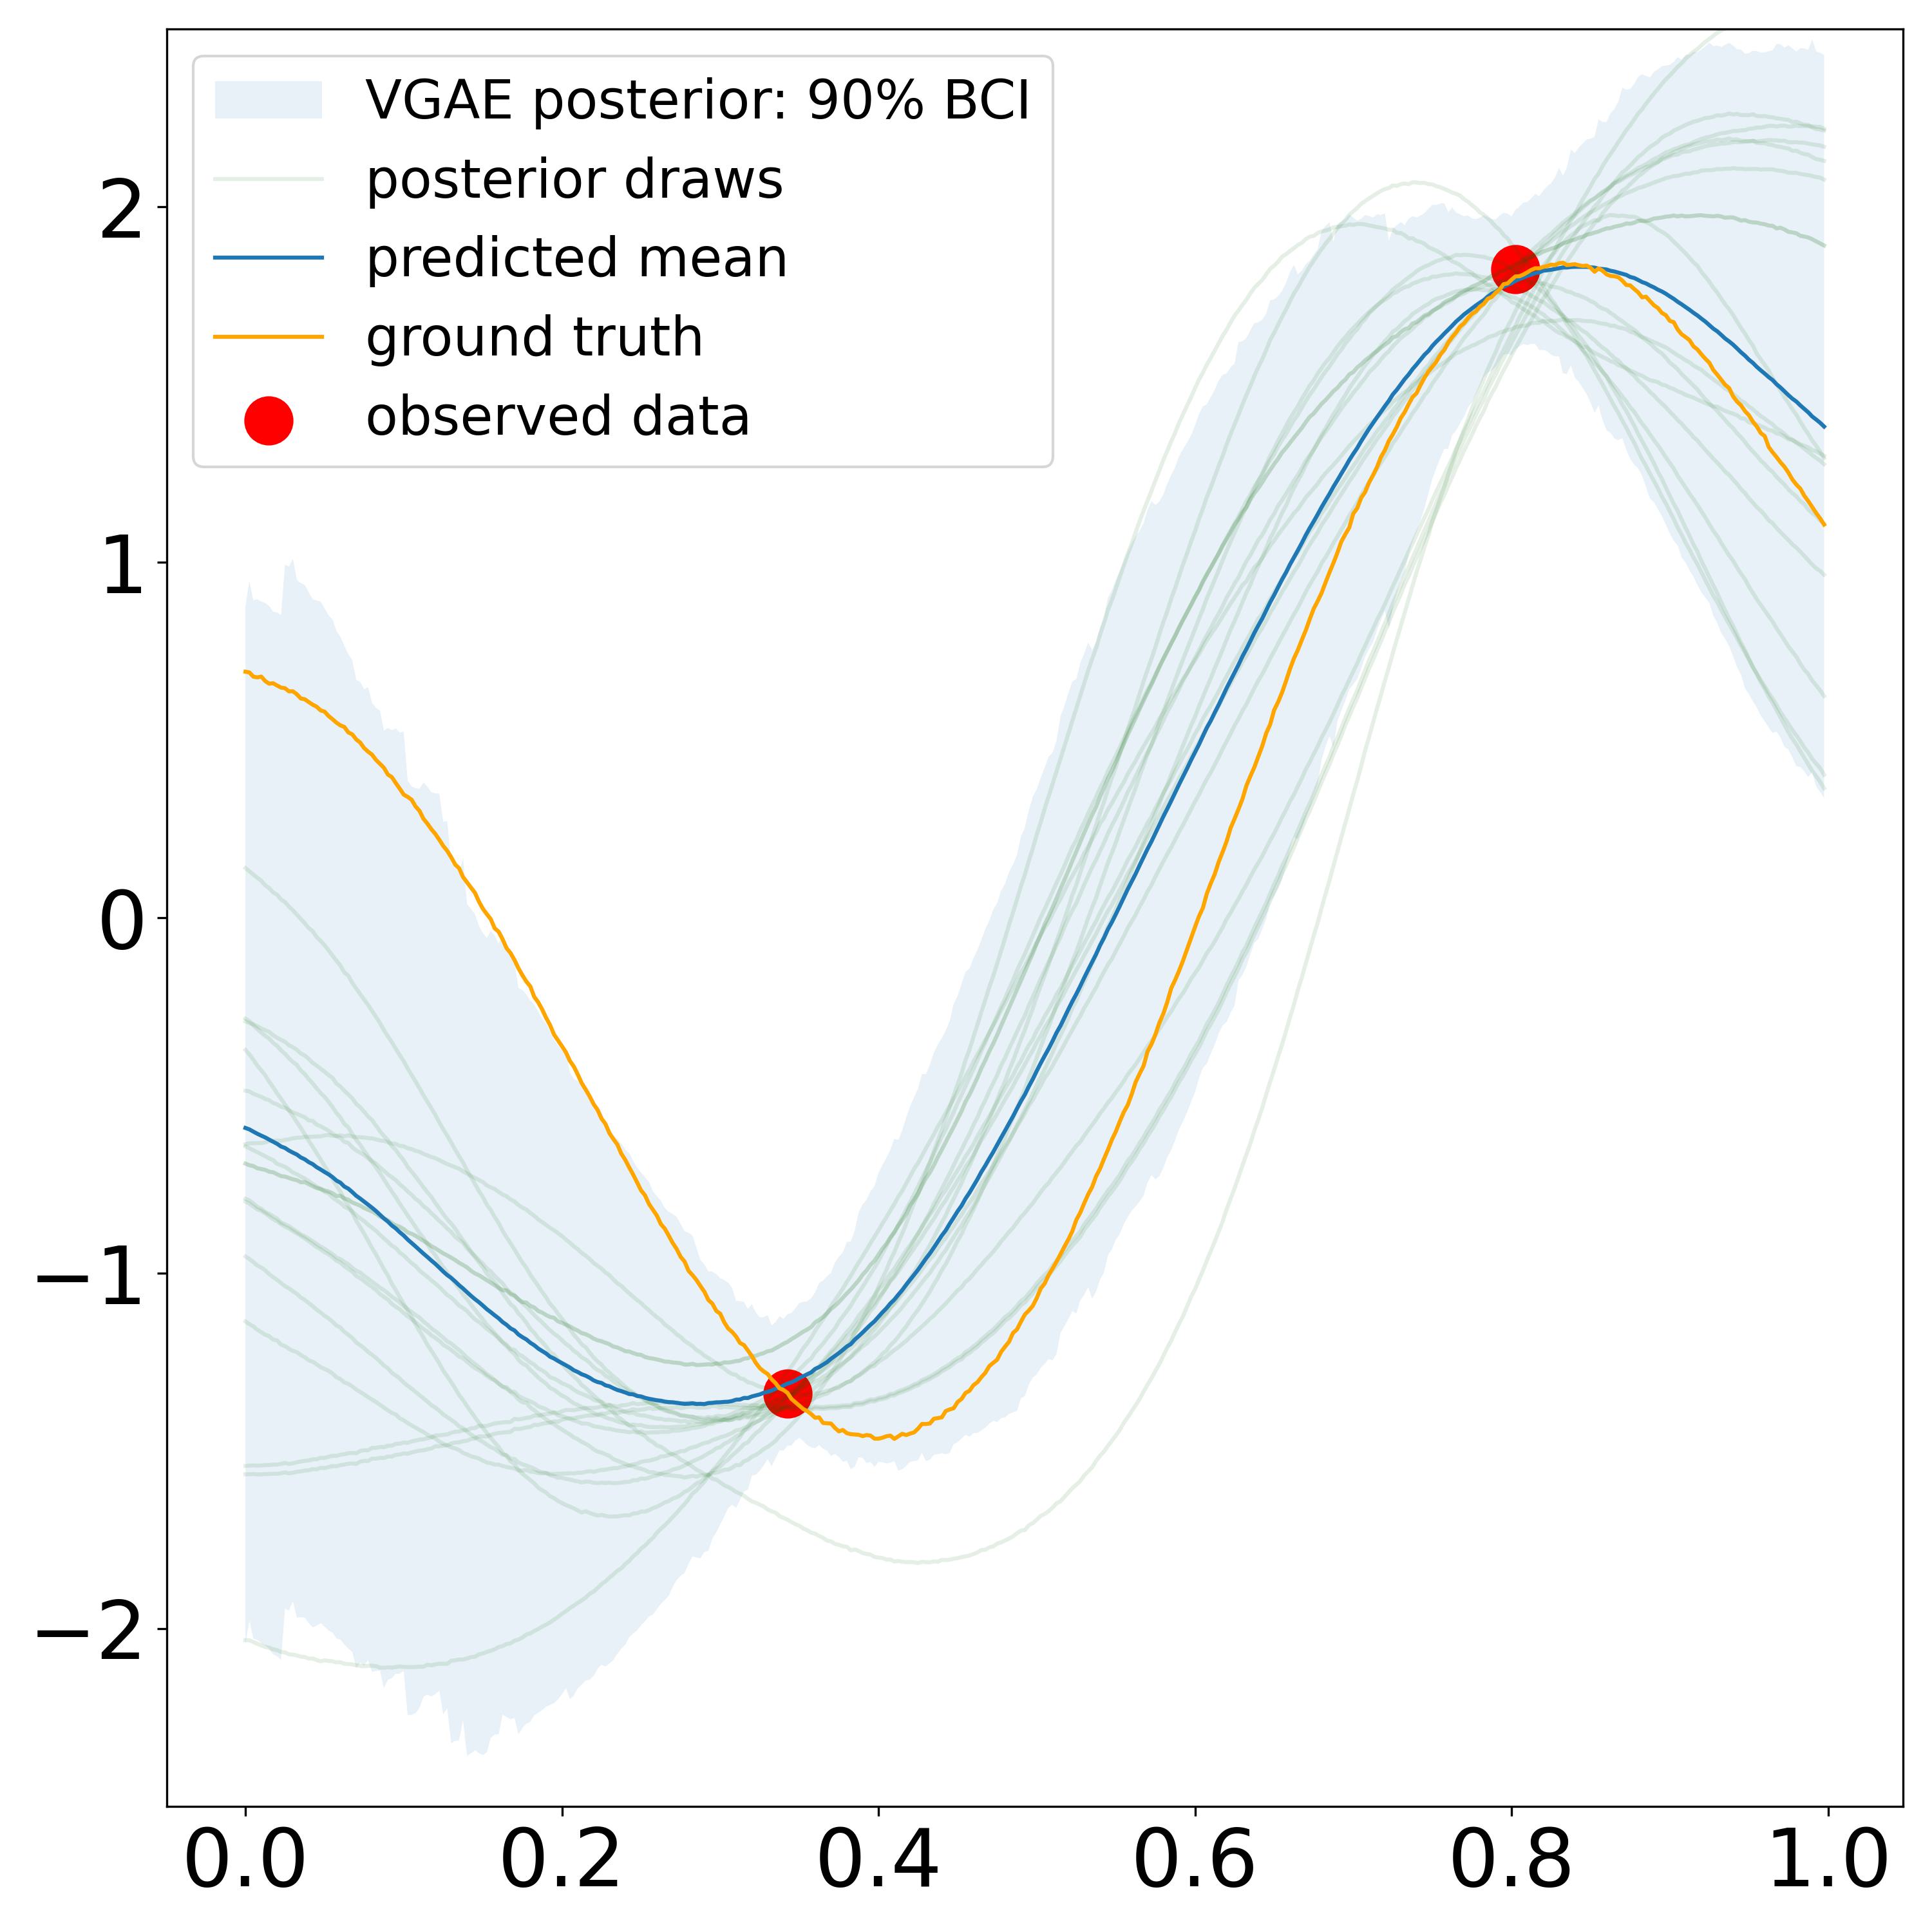 VGAE posterior: 90% BCI
posterior draws
predicted mean
ground truth
observed data
2
1
0
−1
−2
0.0 0.2 0.4 0.6 0.8 1.0